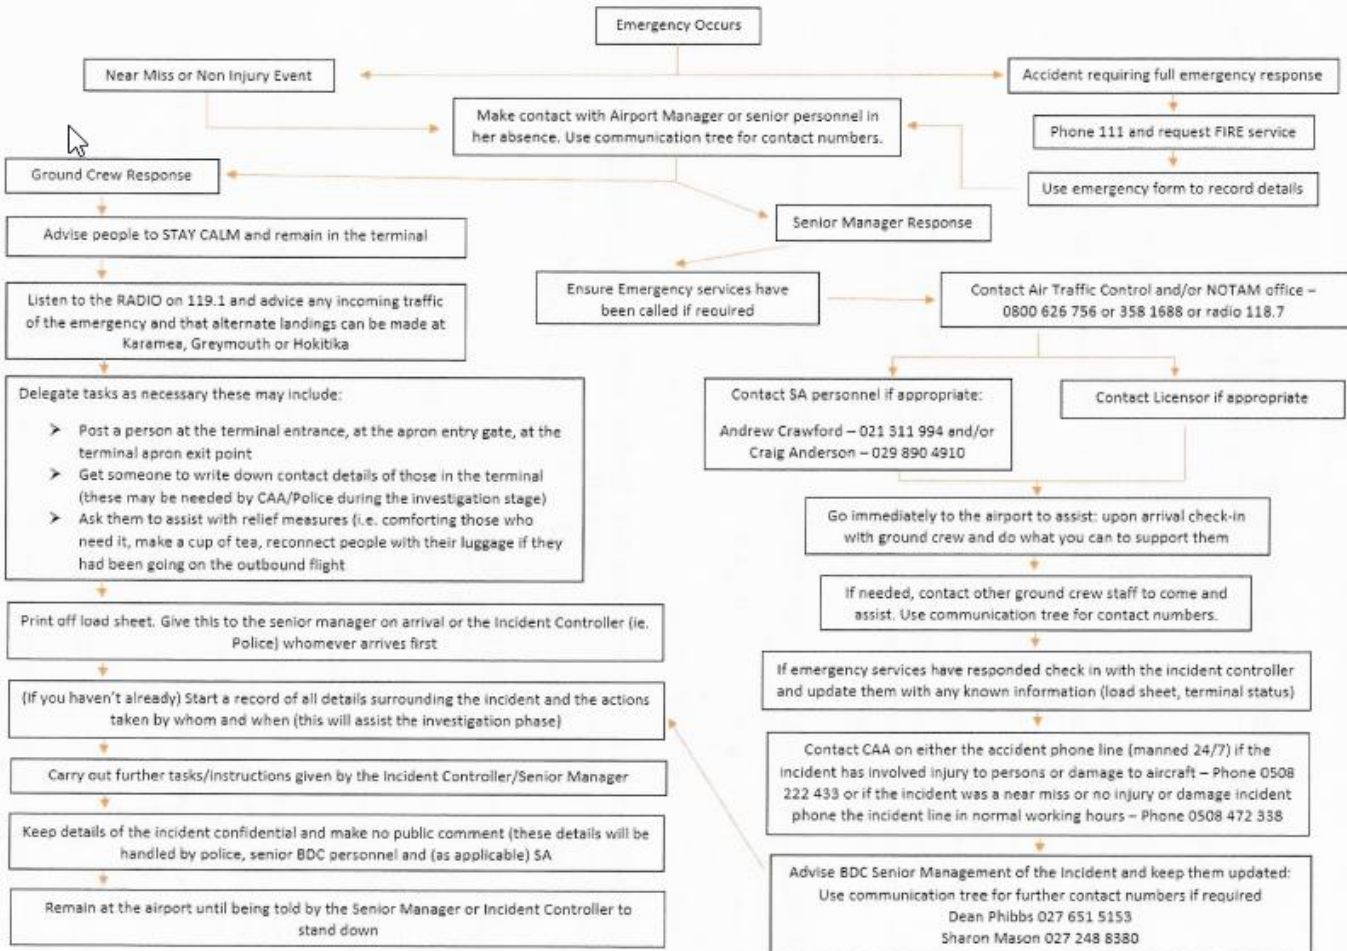 Emergency Occurs
Near Miss or Non Injury Event
Accident requiring full emergency response
Make contact with Airport Manager or senior personnel in
her absence. Use communication tree for contact numbers.
Phone 111 and request FIRE service
Use emergency form to record details
Ground Crew Response
Senior Manager Response
Advise people to STAY CALM and remain in the terminal
Listen to the RADIO on 119.1 and advice any incoming traffic
of the emergency and that alternate landings can be made at
Karamea, Greymouth or Hokitika
Delegate tasks as necessary these may include:
➤ Post a person at the terminal entrance, at the apron entry gate, at the
terminal apron exit point
➤ Get someone to write down contact details of those in the terminal
(these may be needed by CAA/Police during the investigation stage)
➤ Ask them to assist with relief measures (i.e. comforting those who
need it, make a cup of tea, reconnect people with their luggage if they
had been going on the outbound flight
Print off load sheet. Give this to the senior manager on arrival or the Incident Controller (ie.
Police) whomever arrives first
(If you haven't already) Start a record of all details surrounding the incident and the actions
taken by whom and when (this will assist the investigation phase)
Carry out further tasks/instructions given by the Incident Controller/Senior Manager
Keep details of the incident confidential and make no public comment (these details will be
handled by police, senior BDC personnel and (as applicable) SA
Remain at the airport until being told by the Senior Manager or Incident Controller to
stand down
Ensure Emergency services have
been called if required
Contact Air Traffic Control and/or NOTAM office –
0800 626 756 or 358 1688 or radio 118.7
Contact SA personnel if appropriate:
Andrew Crawford – 021 311 994 and/or
Craig Anderson – 029 890 4910
Contact Licensor if appropriate
Go immediately to the airport to assist: upon arrival check-in
with ground crew and do what you can to support them
If needed, contact other ground crew staff to come and
assist. Use communication tree for contact numbers.
If emergency services have responded check in with the incident controller
and update them with any known information (load sheet, terminal status)
Contact CAA on either the accident phone line (manned 24/7) if the
incident has involved injury to persons or damage to aircraft – Phone 0508
222 433 or if the incident was a near miss or no injury or damage incident
phone the incident line in normal working hours – Phone 0508 472 338
Advise BDC Senior Management of the Incident and keep them updated:
Use communication tree for further contact numbers if required
Dean Phibbs 027 651 5153
Sharon Mason 027 248 8380